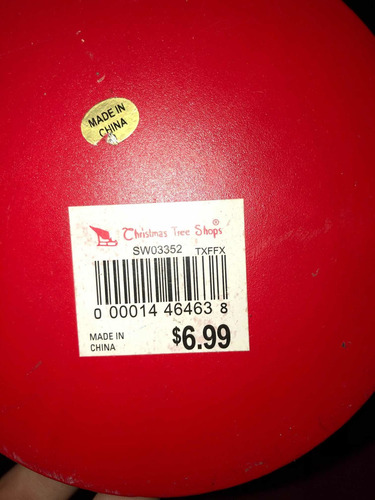 MADE IN
CHINA
Christmas Tree Shops®
SW03352 TXFFX
0 00014 46463 8
MADE IN
CHINA
$6.99